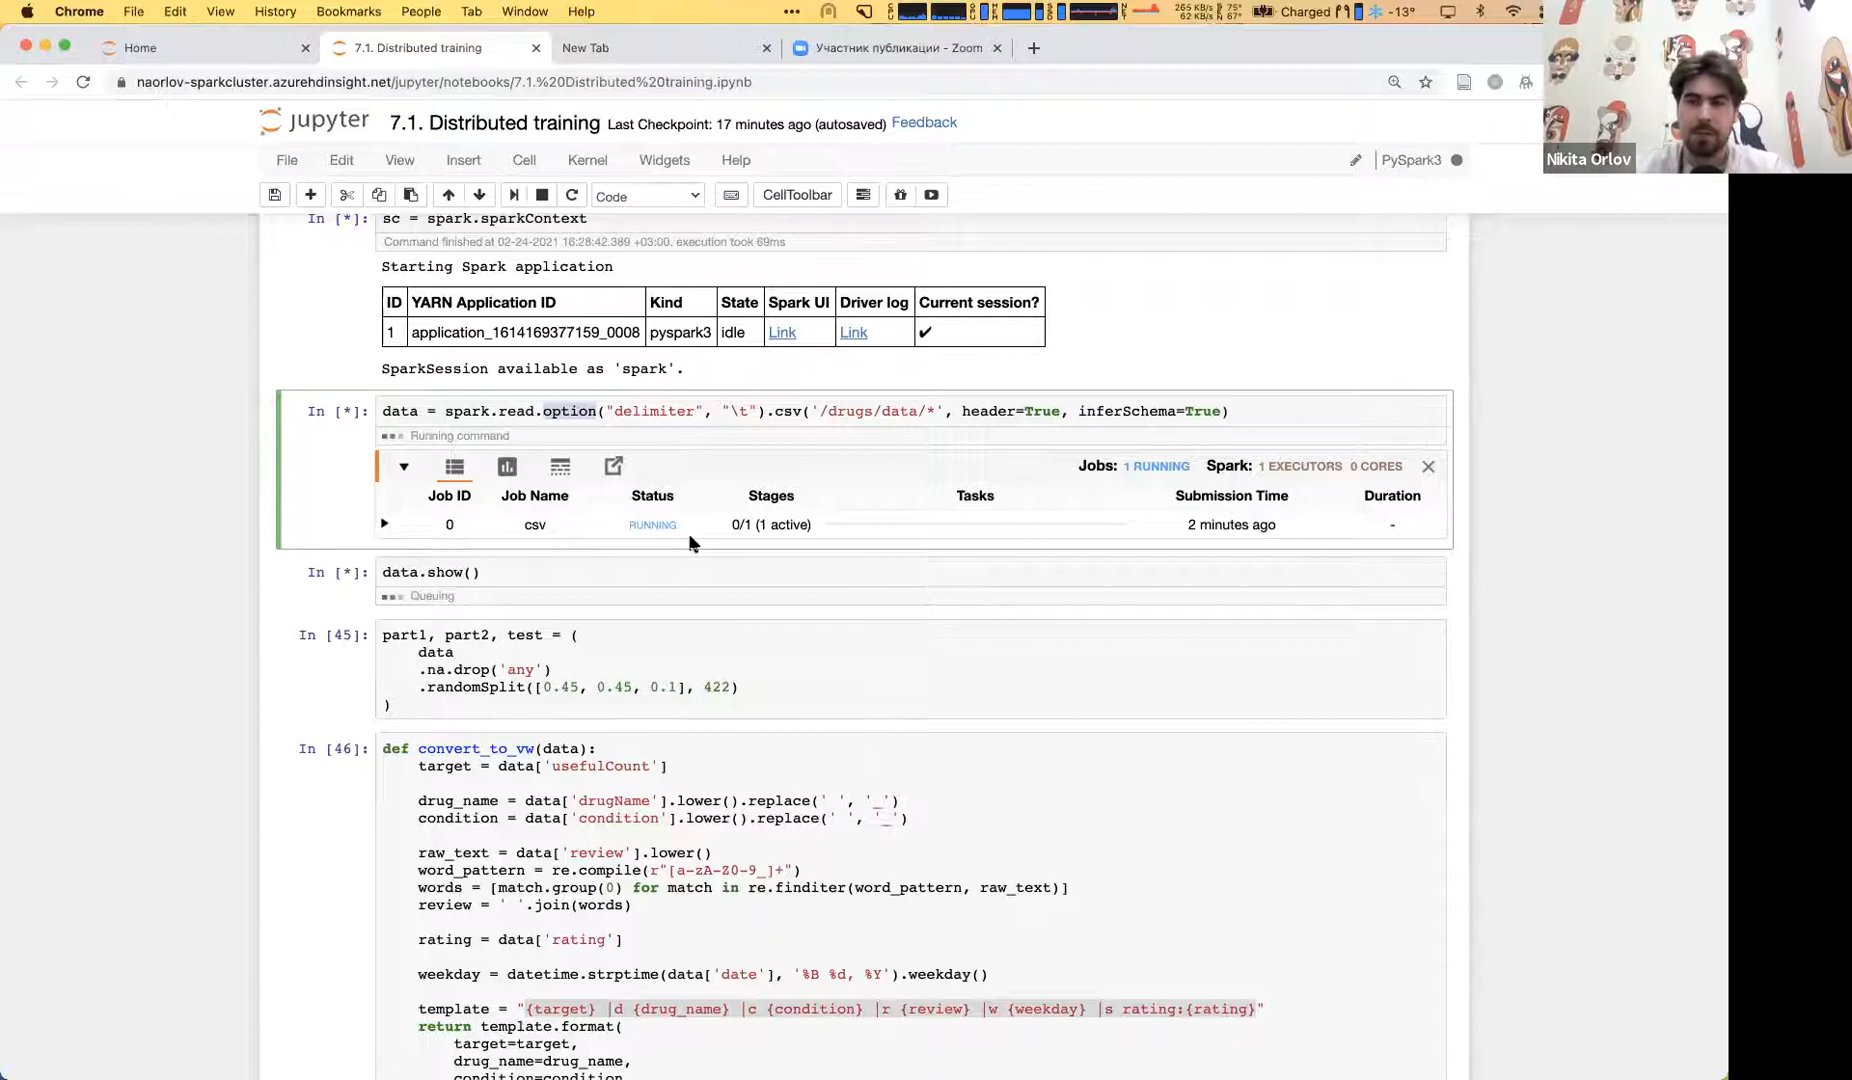 Chrome File Edit View History Bookmarks People Tab Window Help ••• 265 KB/s 62 KB/s 75° 67° Charged -13°
Home 7.1. Distributed training New Tab Участник публикации - Zoom
naorlov-sparkcluster.azurehdinsight.net/jupyter/notebooks/7.1.%20Distributed%20training.ipynb
jupyter 7.1. Distributed training Last Checkpoint: 17 minutes ago (autosaved) Feedback
Nikita Orlov
File Edit View Insert Cell Kernel Widgets Help PySpark3
Code CellToolbar
In [*]: sc = spark.sparkContext
Command finished at 02-24-2021 16:28:42.389 +03:00. execution took 69ms
Starting Spark application
ID YARN Application ID Kind State Spark UI Driver log Current session?
1 application_1614169377159_0008 pyspark3 idle Link Link ✔
SparkSession available as 'spark'.
In [*]: data = spark.read.option("delimiter", "\t").csv('/drugs/data/*', header=True, inferSchema=True)
Running command
Jobs: 1 RUNNING Spark: 1 EXECUTORS 0 CORES
Job ID Job Name Status Stages Tasks Submission Time Duration
0 csv RUNNING 0/1 (1 active) 2 minutes ago -
In [*]: data.show()
Queuing
In [45]: part1, part2, test = (
data
.na.drop('any')
.randomSplit([0.45, 0.45, 0.1], 422)
)
In [46]: def convert_to_vw(data):
target = data['usefulCount']
drug_name = data['drugName'].lower().replace(' ', '_')
condition = data['condition'].lower().replace(' ', '_')
raw_text = data['review'].lower()
word_pattern = re.compile(r"[a-zA-Z0-9_]+")
words = [match.group(0) for match in re.finditer(word_pattern, raw_text)]
review = ' '.join(words)
rating = data['rating']
weekday = datetime.strptime(data['date'], '%B %d, %Y').weekday()
template = "{target} |d {drug_name} |c {condition} |r {review} |w {weekday} |s rating:{rating}"
return template.format(
target=target,
drug_name=drug_name,
condition=condition,